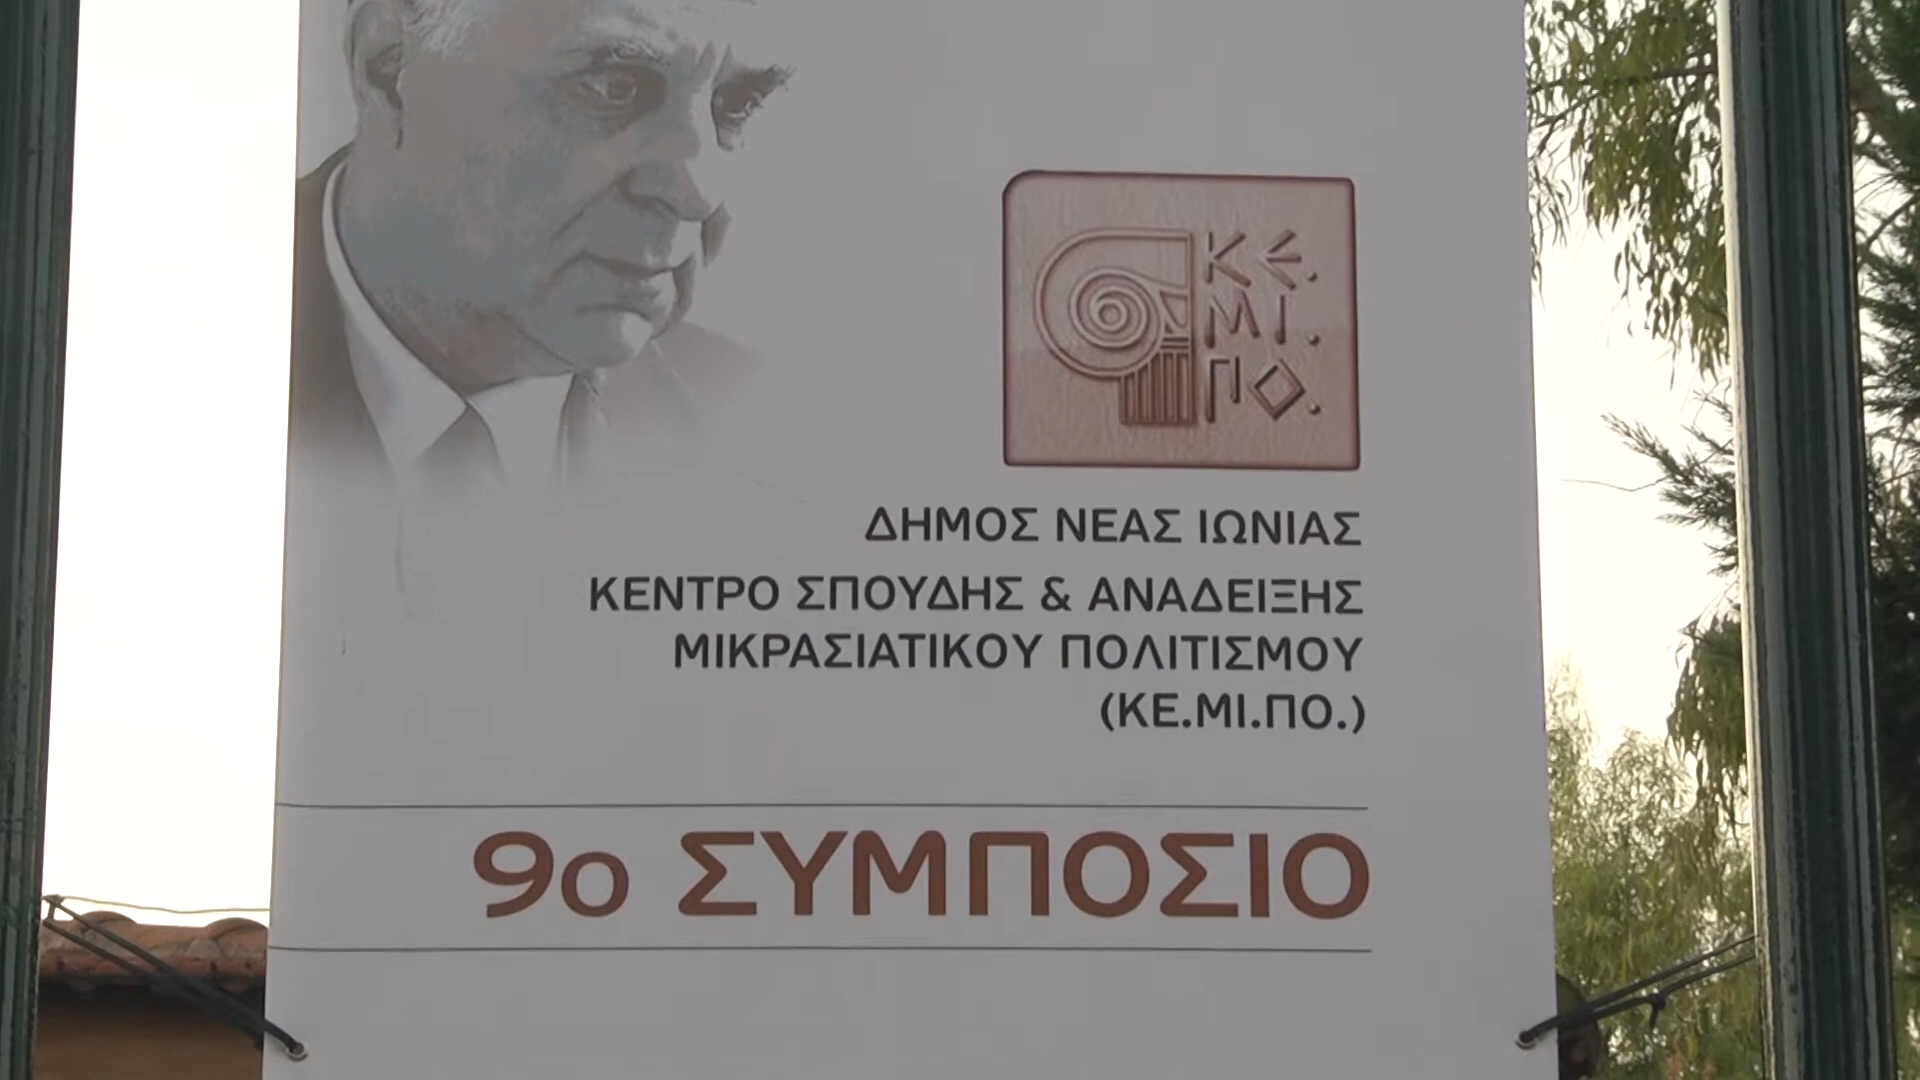 ΚΕ.
ΜΙ.
ΠΟ.
ΔΗΜΟΣ ΝΕΑΣ ΙΩΝΙΑΣ
ΚΕΝΤΡΟ ΣΠΟΥΔΗΣ & ΑΝΑΔΕΙΞΗΣ
ΜΙΚΡΑΣΙΑΤΙΚΟΥ ΠΟΛΙΤΙΣΜΟΥ
(ΚΕ.ΜΙ.ΠΟ.)
9ο ΣΥΜΠΟΣΙΟ